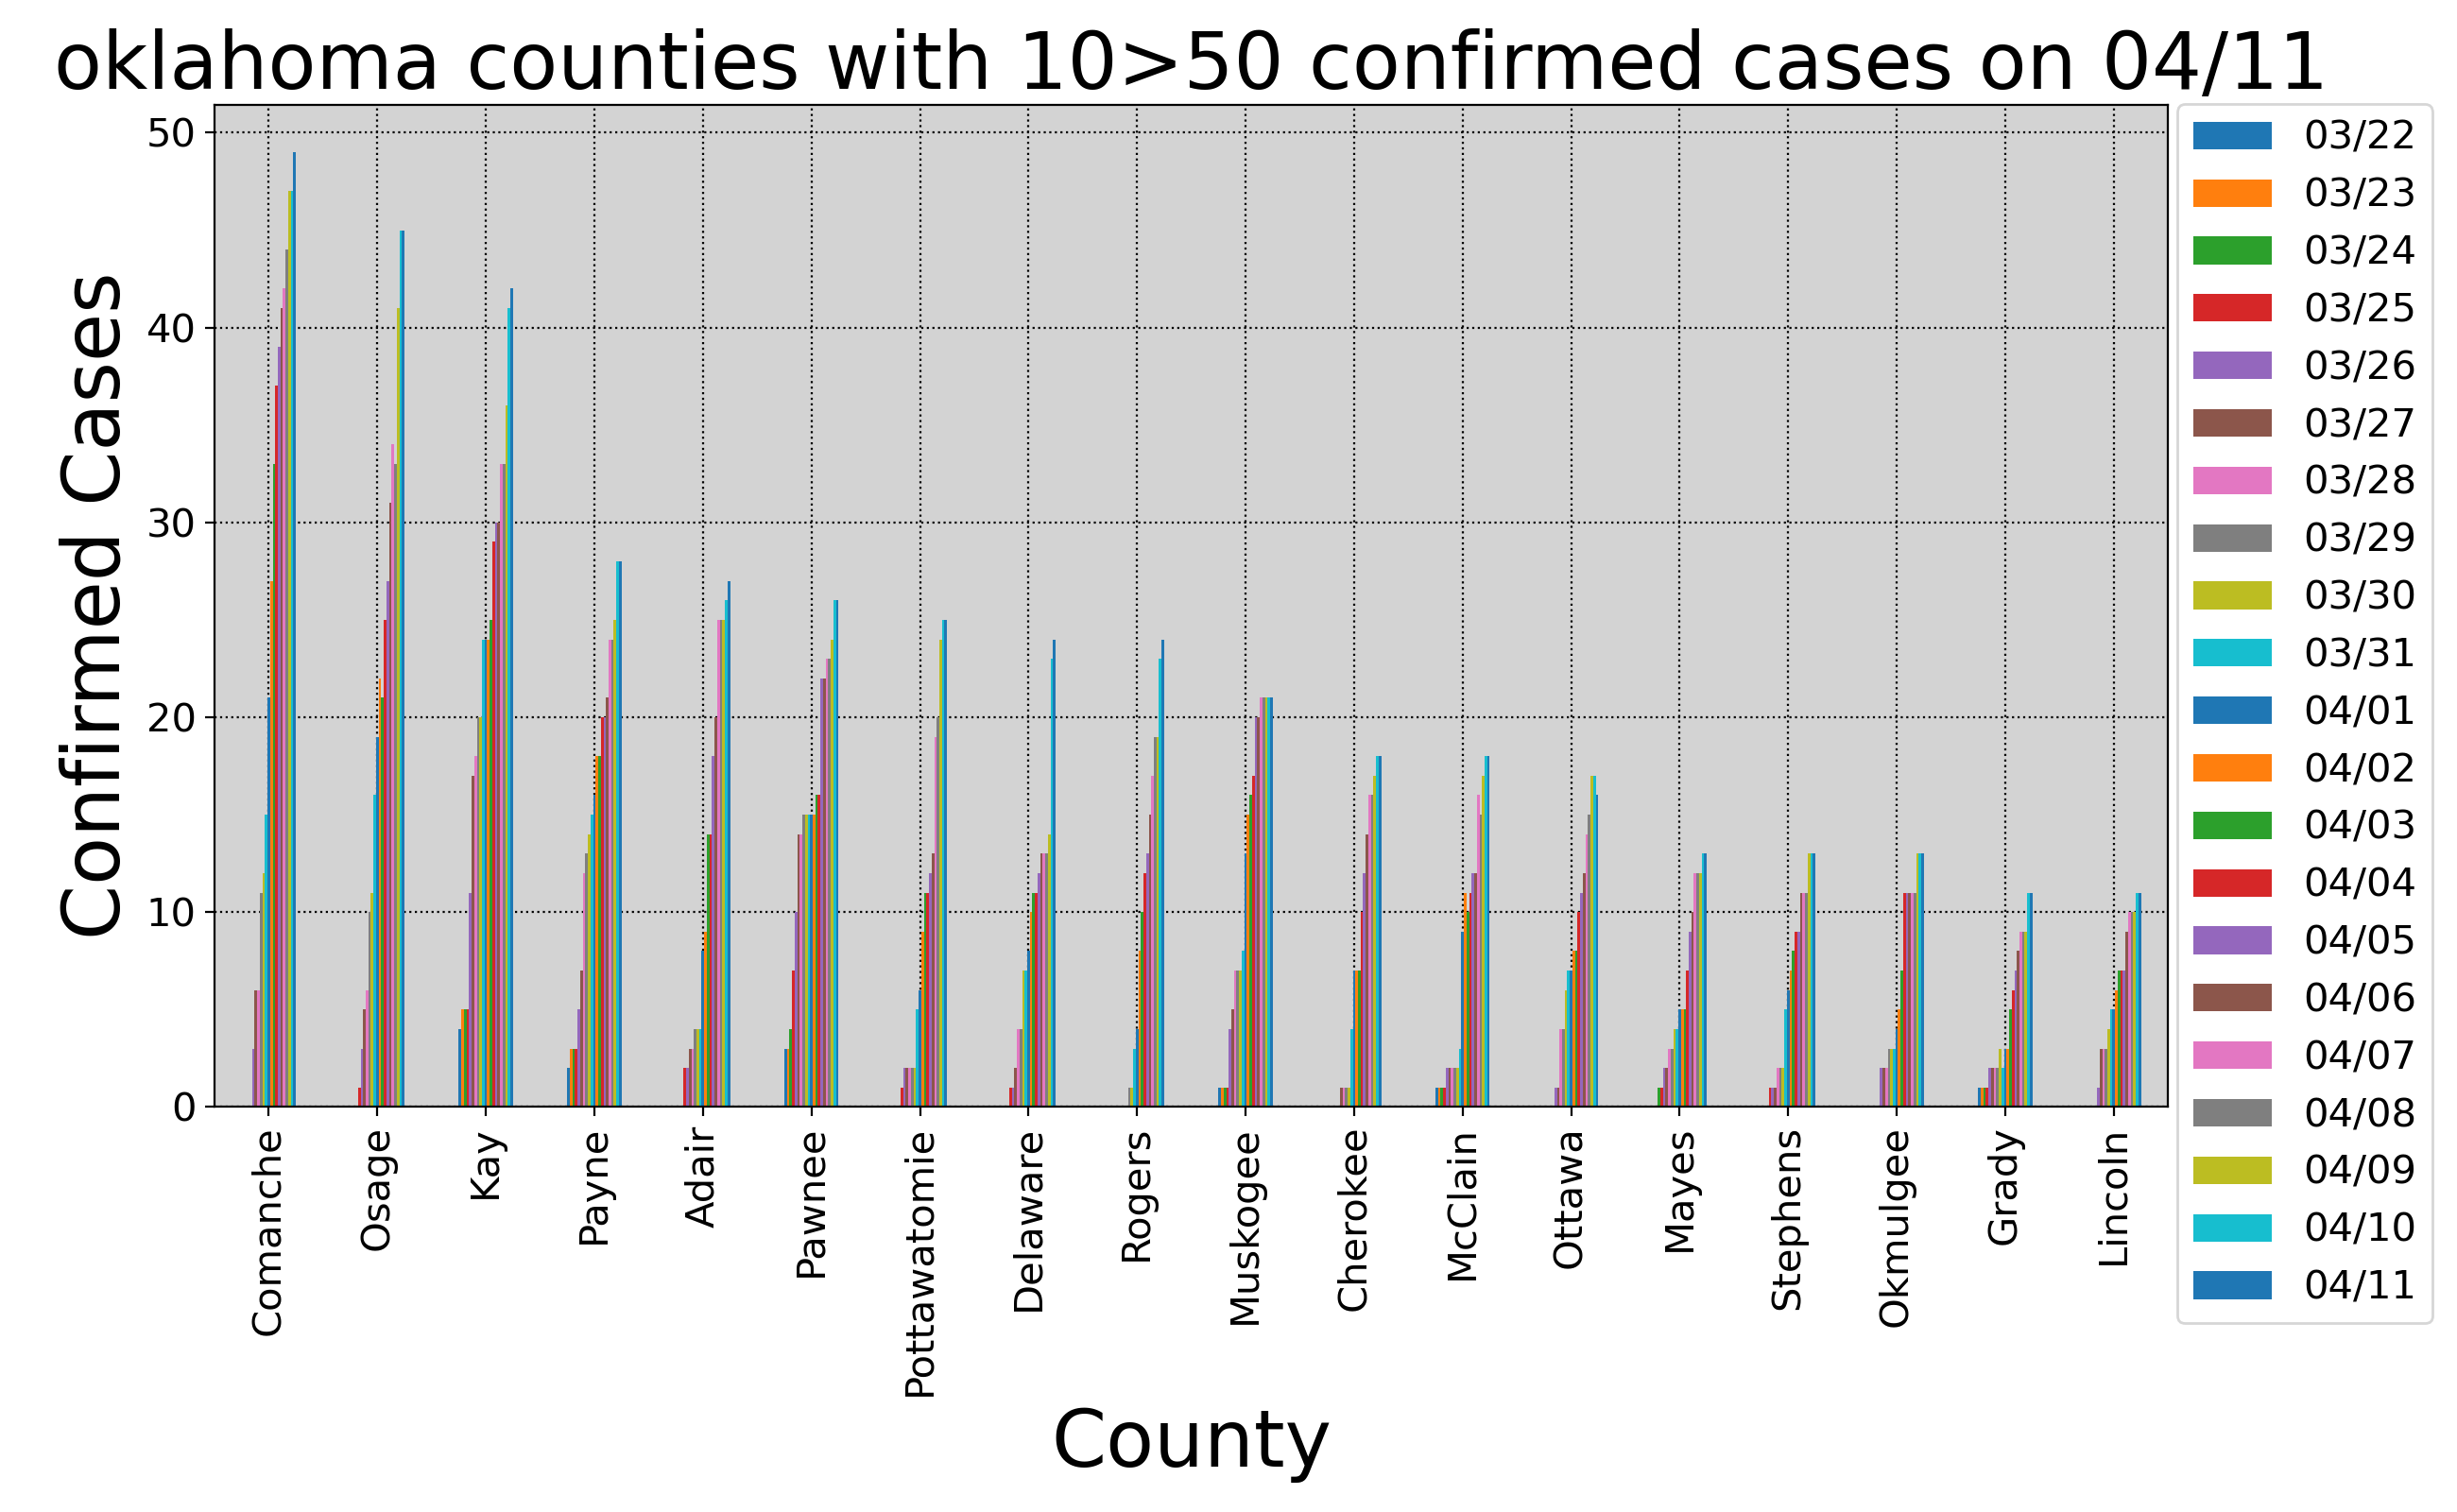 oklahoma counties with 10>50 confirmed cases on 04/11
Confirmed Cases
50
40
30
20
10
0
Comanche
Osage
Kay
Payne
Adair
Pawnee
Pottawatomie
Delaware
Rogers
Muskogee
Cherokee
McClain
Ottawa
Mayes
Stephens
Okmulgee
Grady
Lincoln
County
03/22
03/23
03/24
03/25
03/26
03/27
03/28
03/29
03/30
03/31
04/01
04/02
04/03
04/04
04/05
04/06
04/07
04/08
04/09
04/10
04/11